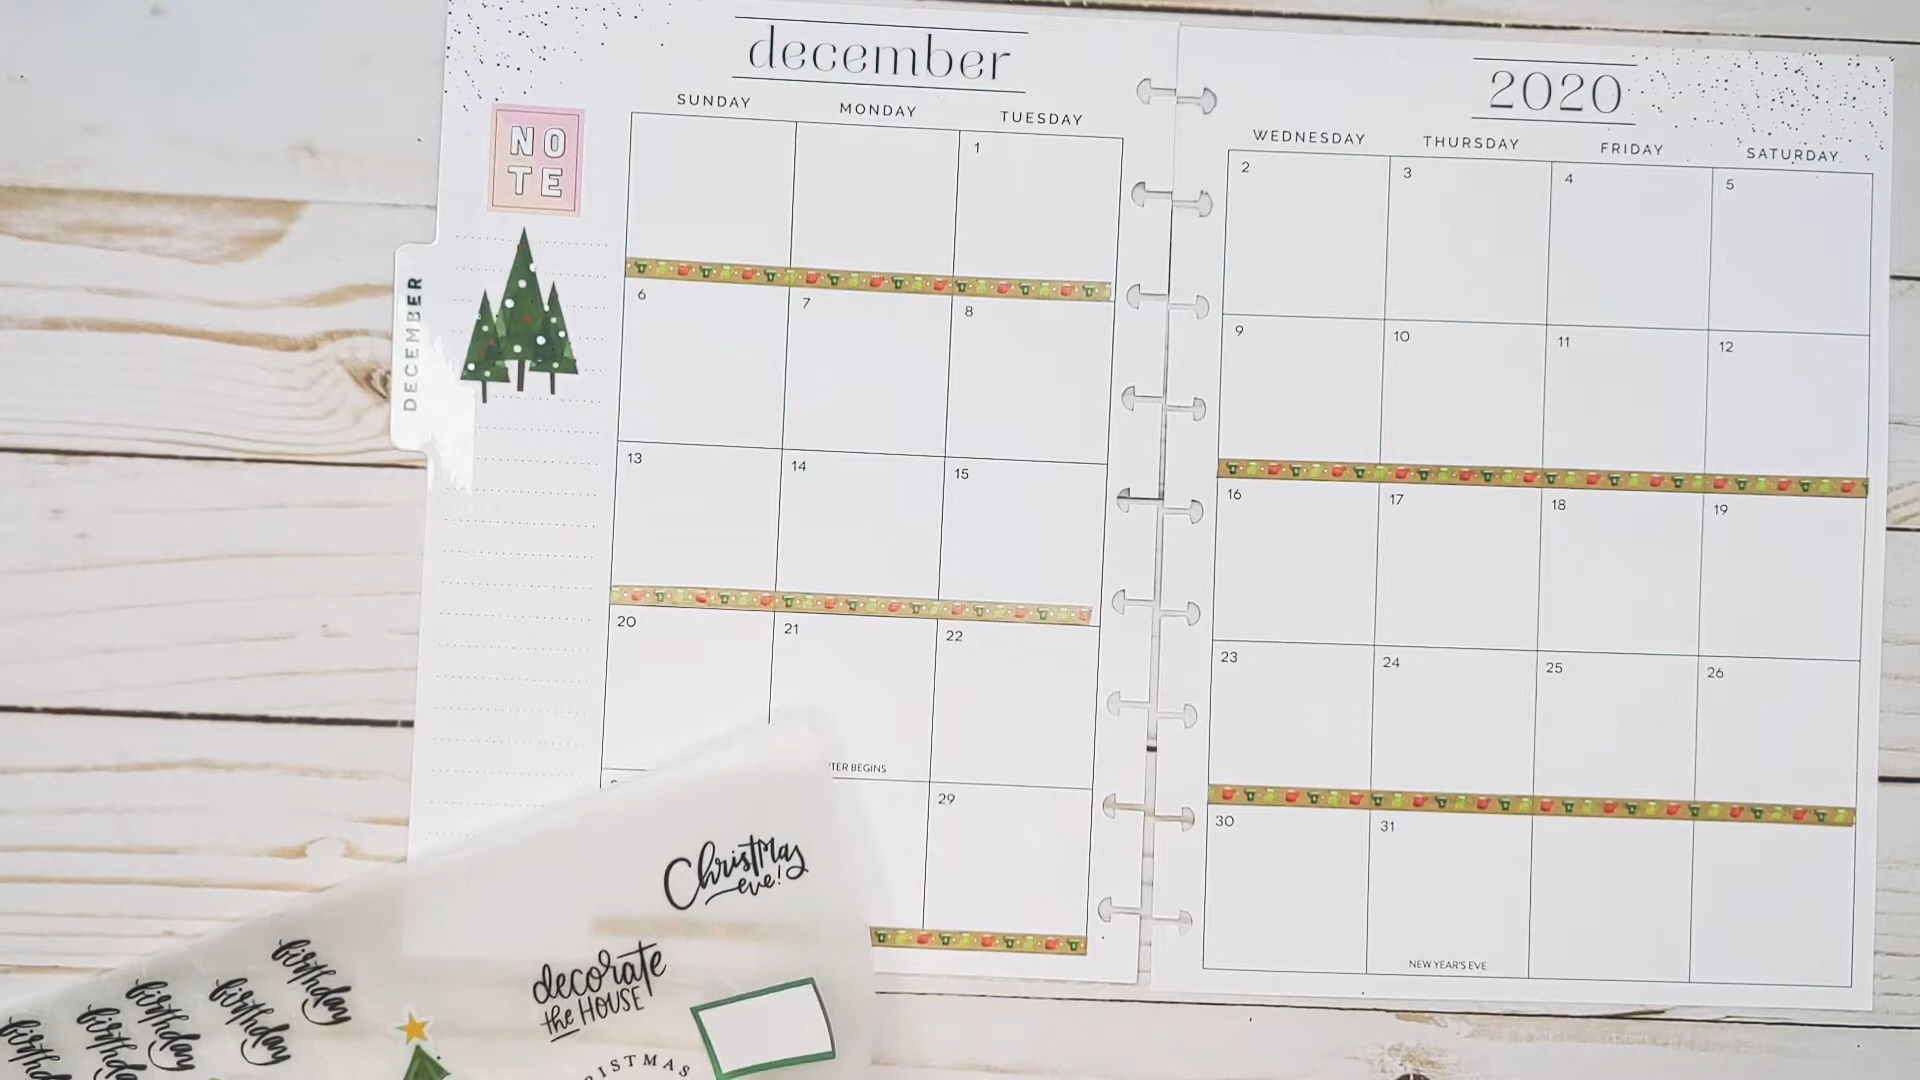 december
2020
SUNDAY MONDAY TUESDAY
WEDNESDAY THURSDAY FRIDAY SATURDAY
NO
TE
DECEMBER
1
2 3 4 5
6 7 8
9 10 11 12
13 14 15
16 17 18 19
20 21 22
BEGINS
23 24 25 26
29
30 31
NEW YEAR'S EVE
Christmas
eve!
decorate
the HOUSE
birthday
birthday
birthday